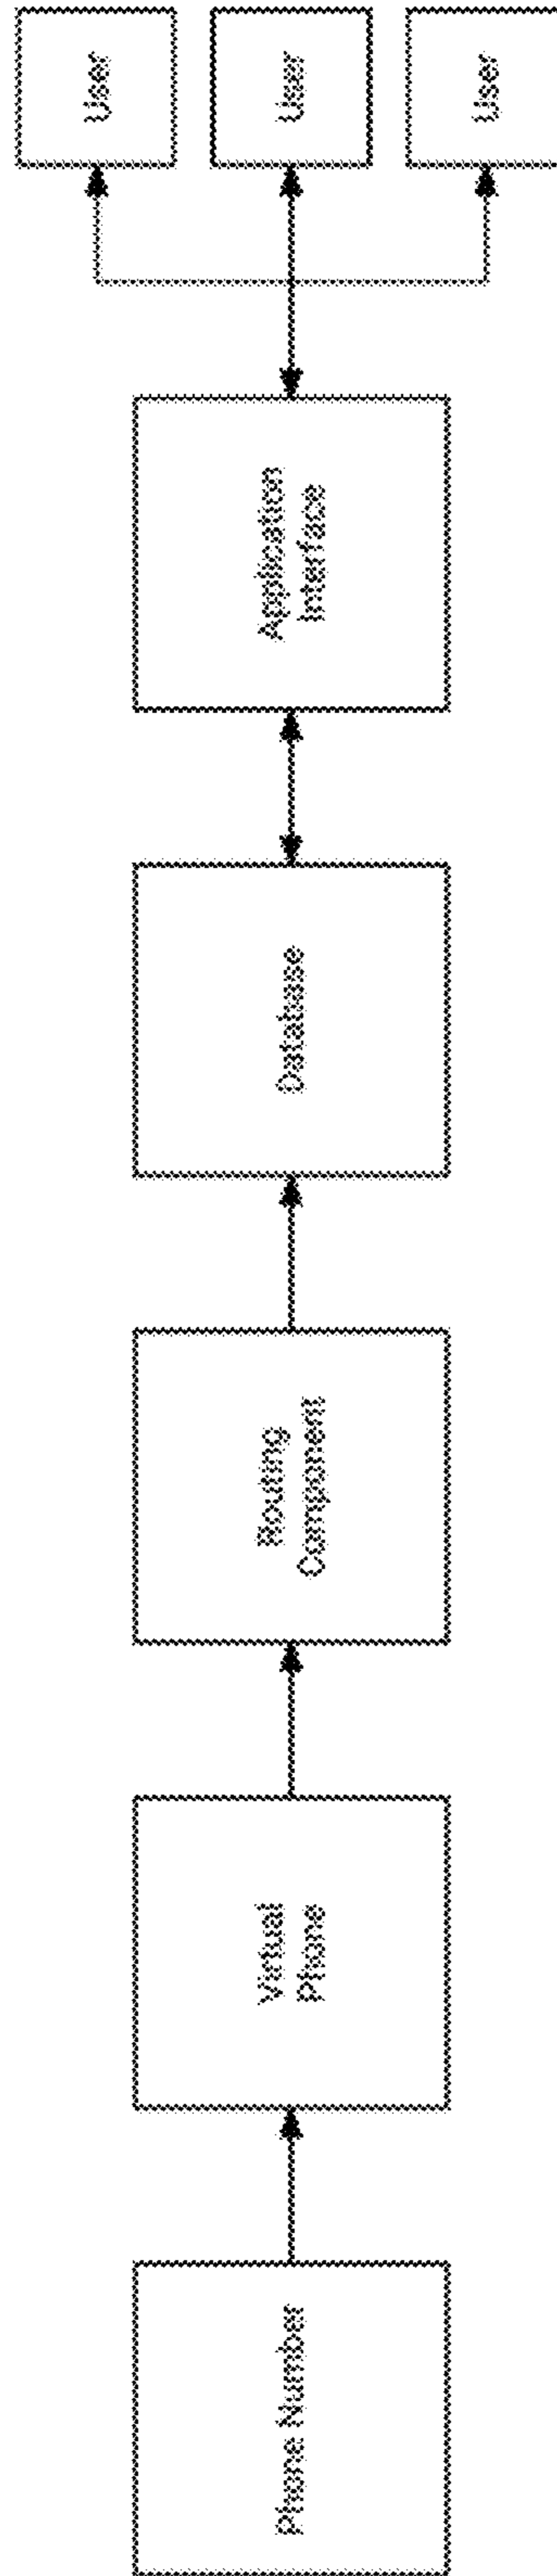 Phone Number
Virtual
Phone
Routing
Component
Database
Application
Interface
User
User
User